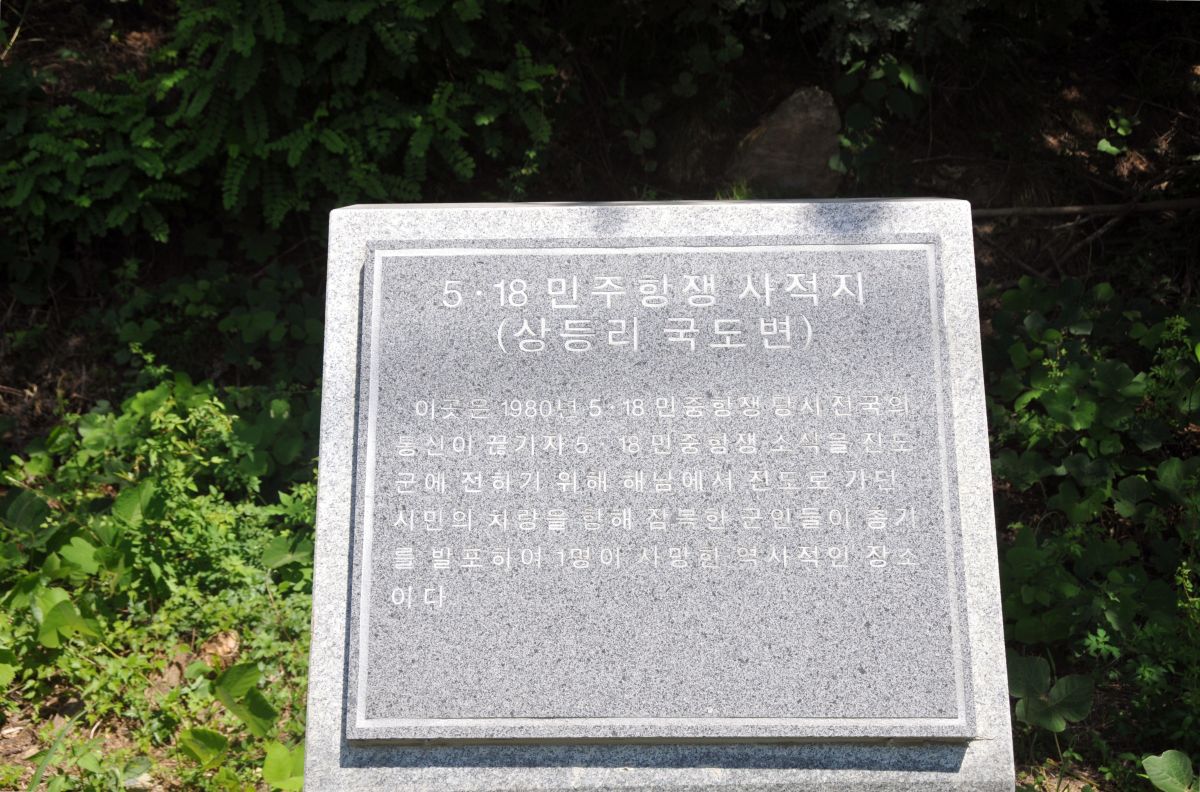 5·18 민주항쟁 사적지
(상등리 국도변)
이곳은 1980년 5·18 민중항쟁 당시 전국의
통신이 끊기자 5·18 민중항쟁 소식을 진도
군에 전하기 위해 해남에서 진도로 가던
시민의 차량을 향해 잠복한 군인들이 총기
를 발포하여 1명이 사망한 역사적인 장소
이다